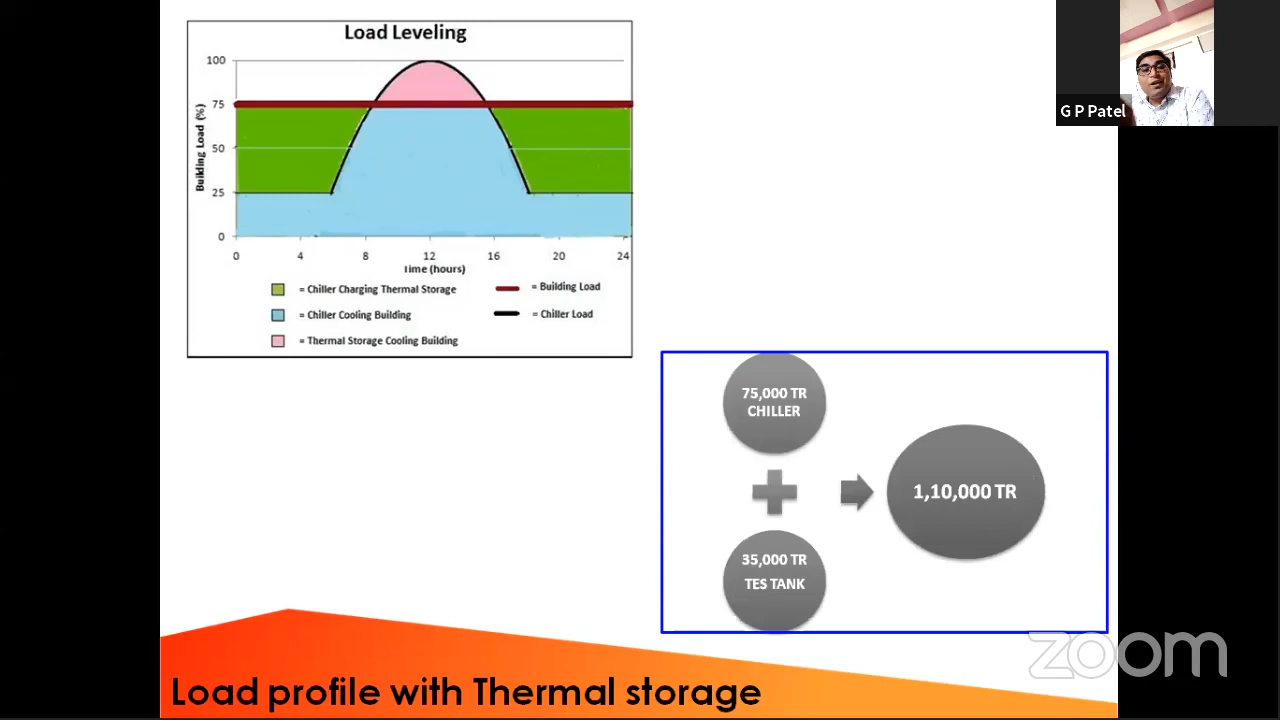 Load Leveling
100
75
50
25
0
Building Load (%)
0 4 8 12 16 20 24
Time (hours)
= Chiller Charging Thermal Storage
= Chiller Cooling Building
= Thermal Storage Cooling Building
= Building Load
= Chiller Load
G P Patel
75,000 TR
CHILLER
35,000 TR
TES TANK
1,10,000 TR
zoom
Load profile with Thermal storage